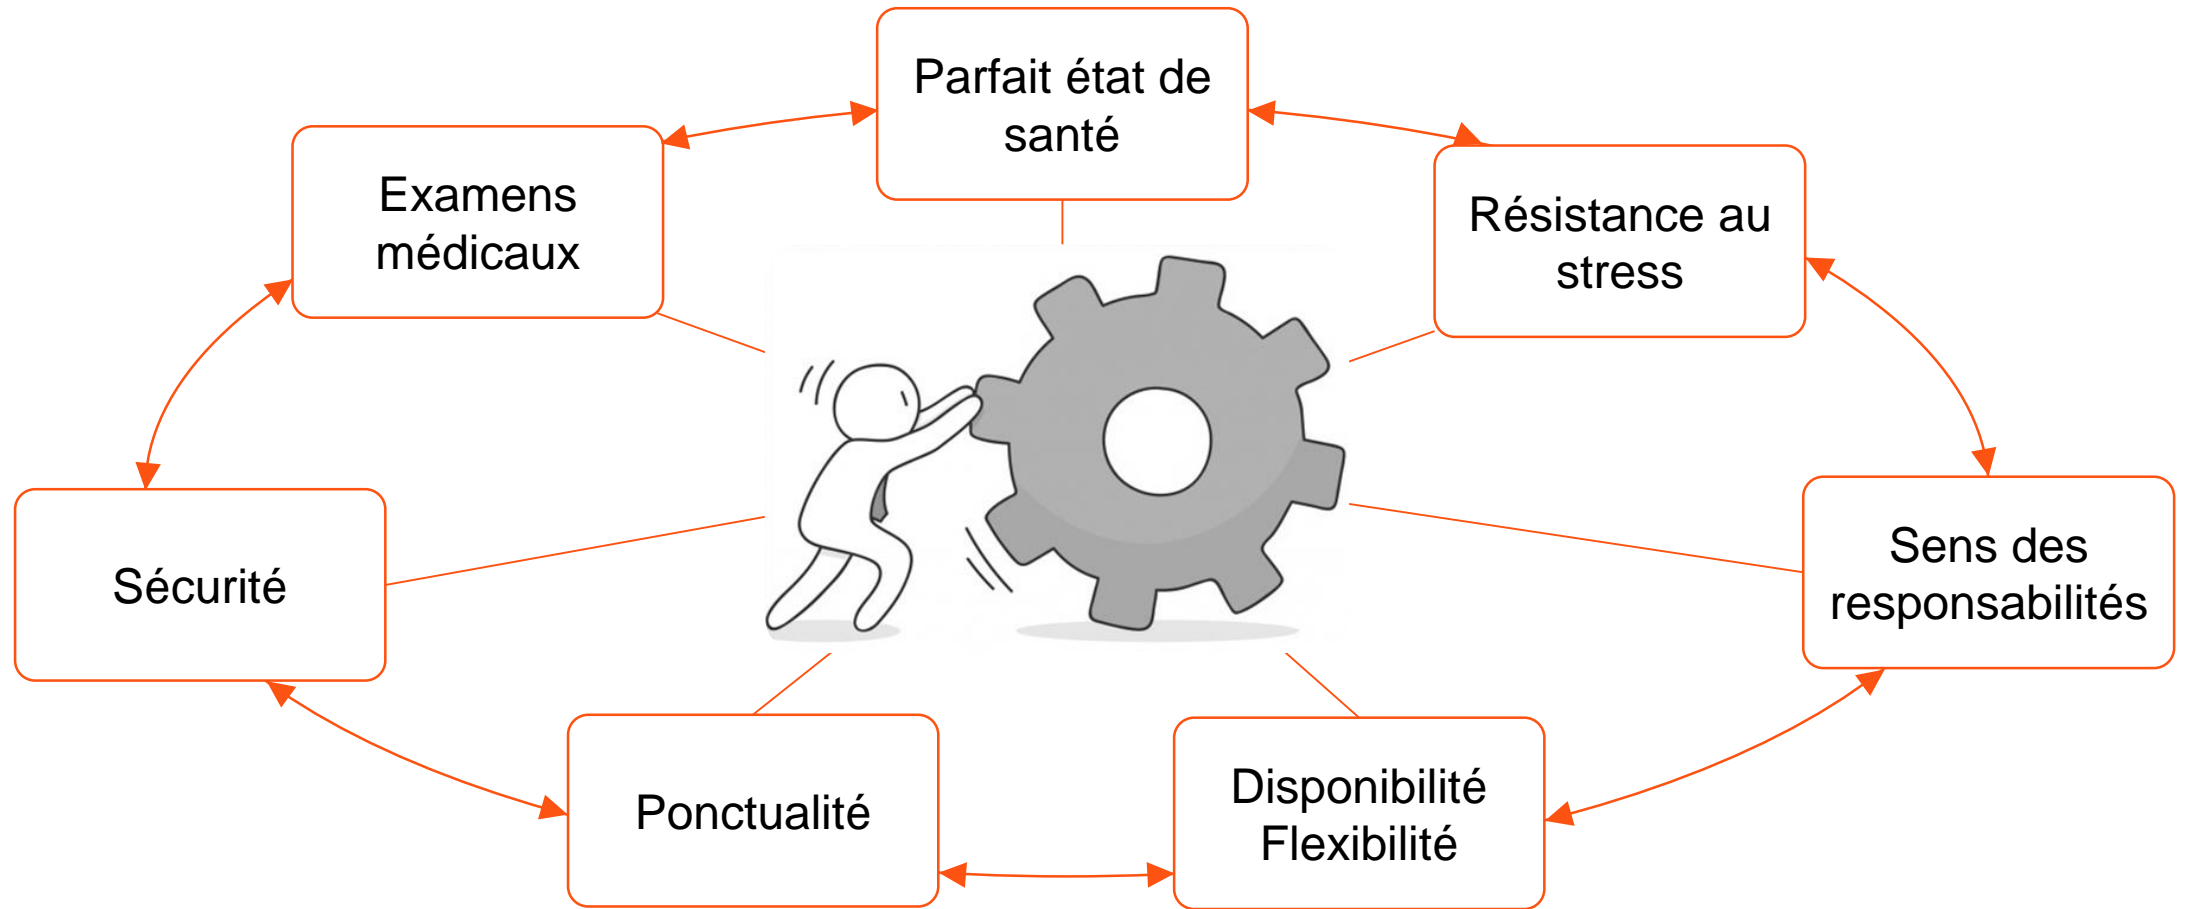 Parfait état de
santé
Examens
médicaux
Résistance au
stress
Sécurité
Sens des
responsabilités
Ponctualité
Disponibilité
Flexibilité